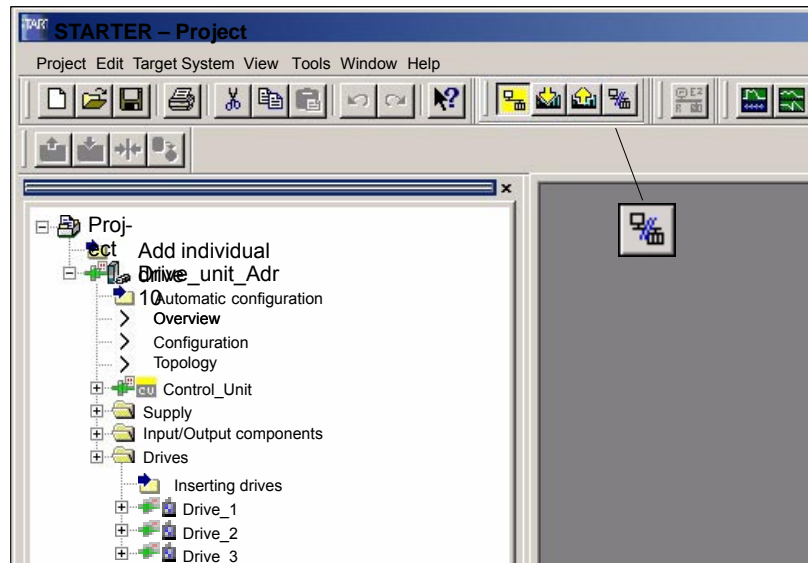 STARTER – Project
Project Edit Target System View Tools Window Help
Proj-
ect
Add individual
drive
Drive_unit_Adr
10
Automatic configuration
Overview
Configuration
Topology
CU Control_Unit
Supply
Input/Output components
Drives
Inserting drives
Drive_1
Drive_2
Drive_3